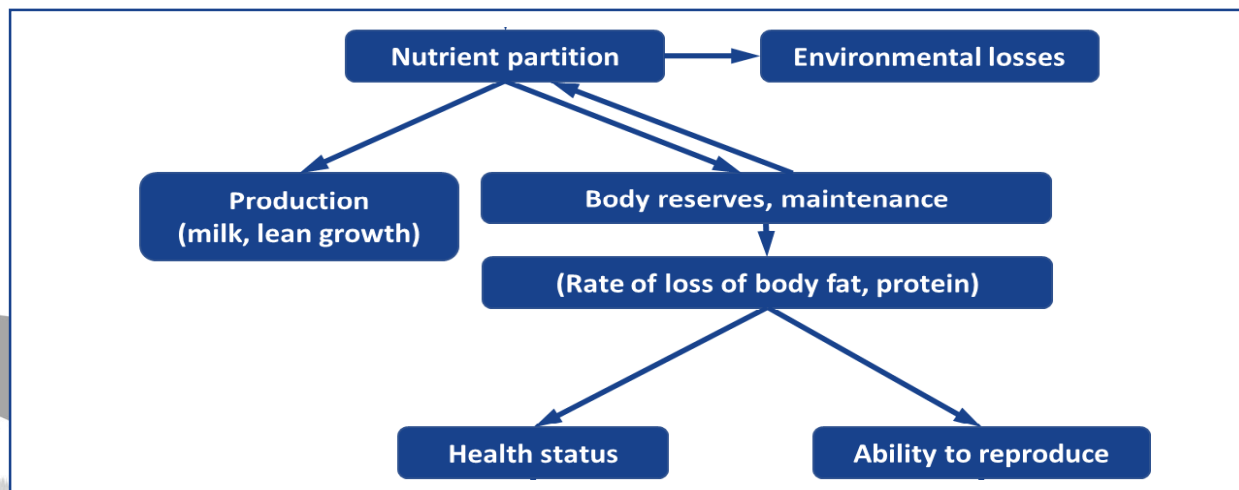 Nutrient partition
Environmental losses
Production
(milk, lean growth)
Body reserves, maintenance
(Rate of loss of body fat, protein)
Health status
Ability to reproduce